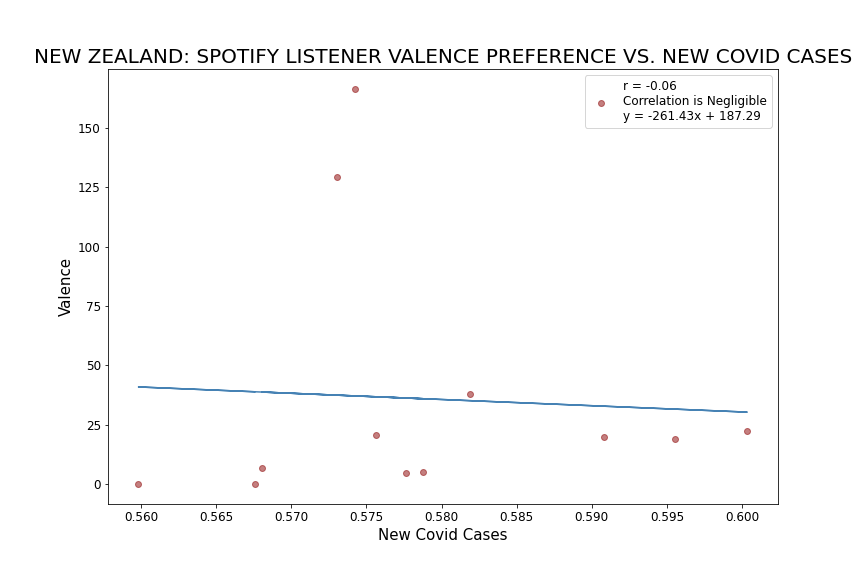 NEW ZEALAND: SPOTIFY LISTENER VALENCE PREFERENCE VS. NEW COVID CASES
r = -0.06
Correlation is Negligible
y = -261.43x + 187.29
150
125
100
75
50
25
0
Valence
0.560 0.565 0.570 0.575 0.580 0.585 0.590 0.595 0.600
New Covid Cases